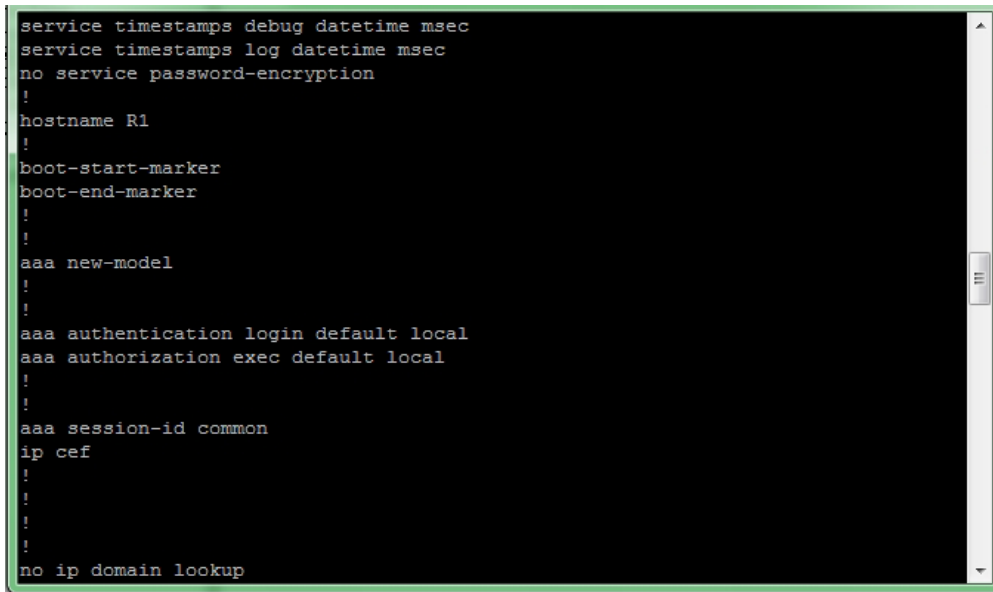 service timestamps debug datetime msec
service timestamps log datetime msec
no service password-encryption
!
hostname R1
!
boot-start-marker
boot-end-marker
!
!
aaa new-model
!
!
aaa authentication login default local
aaa authorization exec default local
!
!
aaa session-id common
ip cef
!
!
!
!
no ip domain lookup